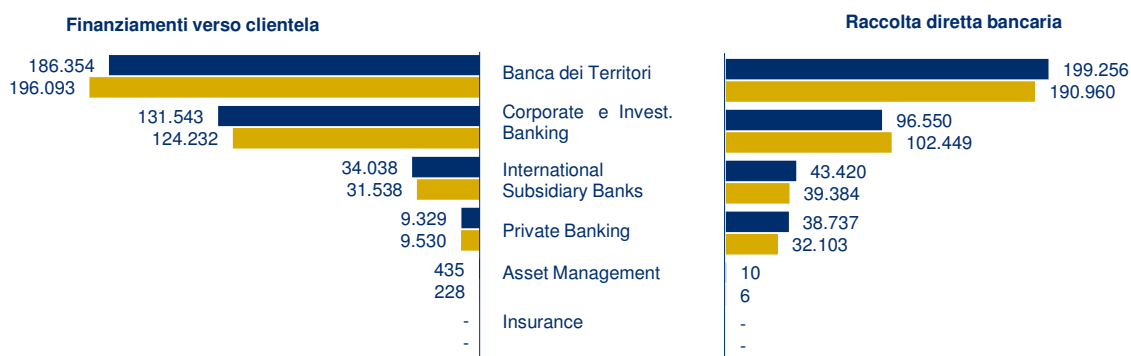 Finanziamenti verso clientela
Raccolta diretta bancaria
186.354
196.093
Banca dei Territori
199.256
190.960
131.543
124.232
Corporate e Invest.
Banking
96.550
102.449
34.038
31.538
International
Subsidiary Banks
43.420
39.384
9.329
9.530
Private Banking
38.737
32.103
435
228
Asset Management
10
6
-
-
Insurance
-
-